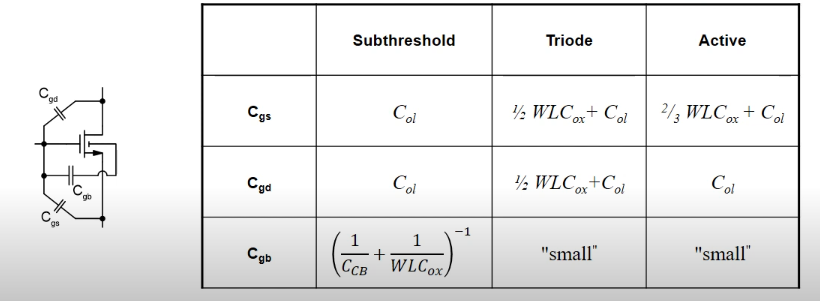 Subthreshold Triode Active
C_gd
C_gs C_ol ½ WLC_ox + C_ol 2/3 WLC_ox + C_ol
C_gd C_ol ½ WLC_ox+C_ol C_ol
C_gb
C_gs
C_gb (1/C_CB + 1/WLC_ox)^−1 "small" "small"